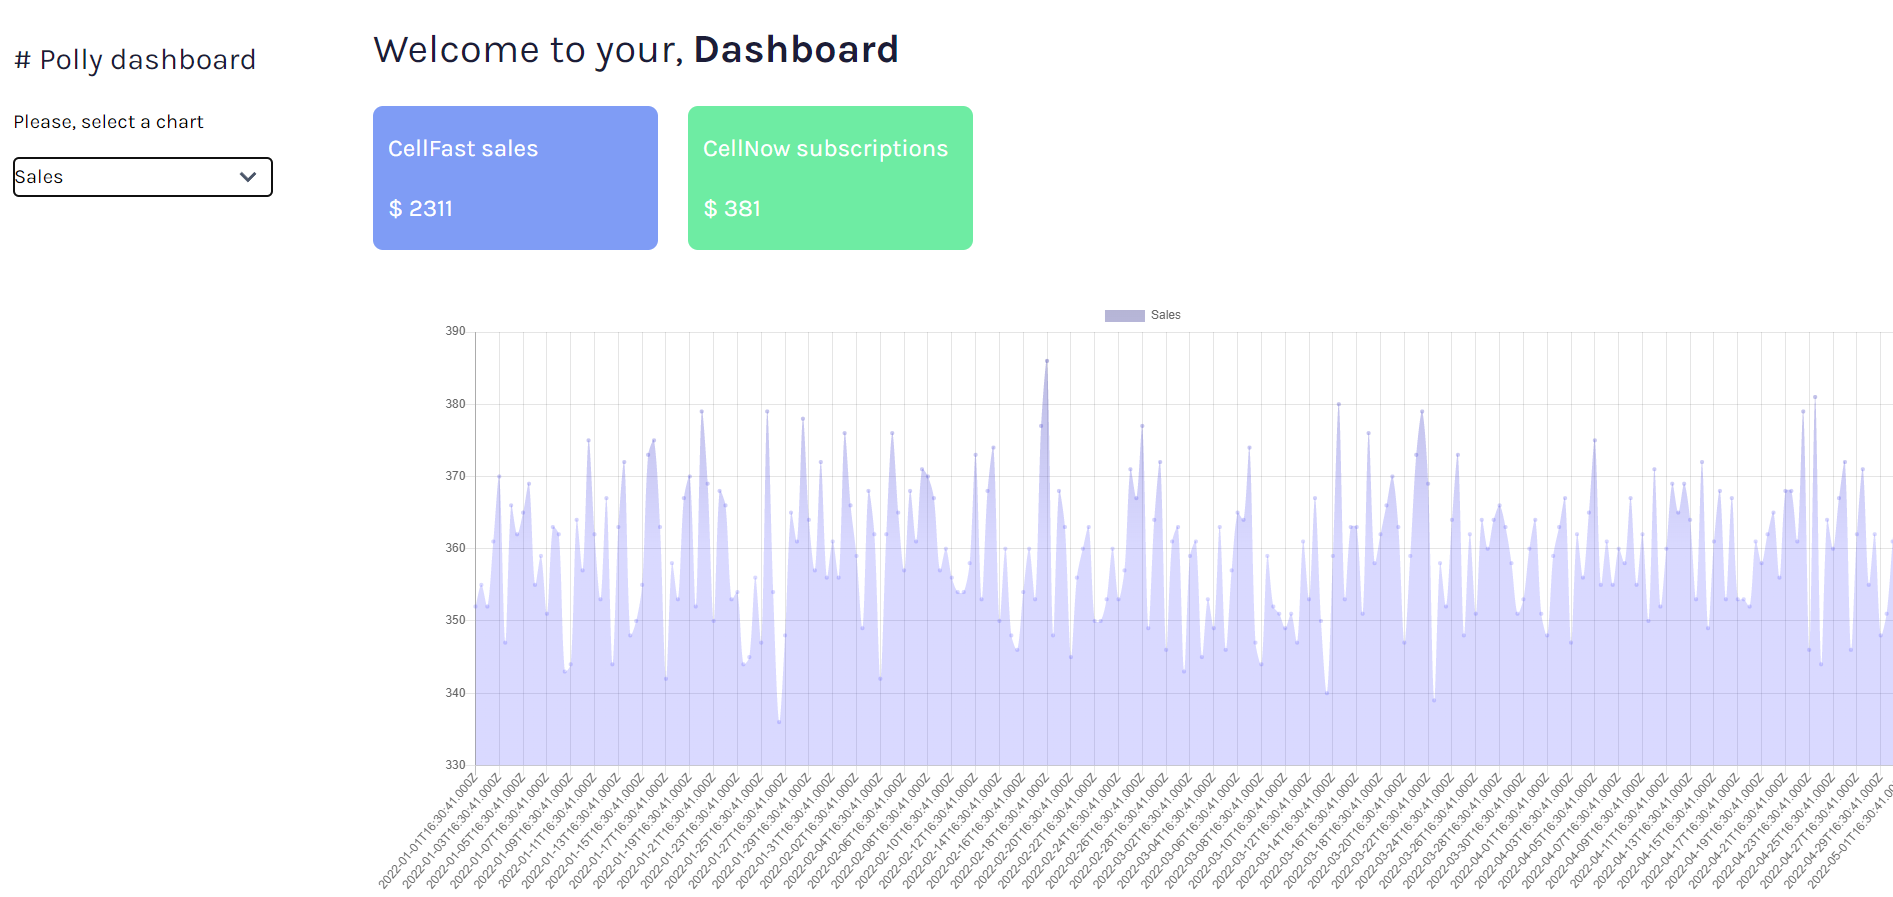 # Polly dashboard
Please, select a chart
Sales
Welcome to your, Dashboard
CellFast sales
$ 2311
CellNow subscriptions
$ 381
Sales
390
380
370
360
350
340
330
2022-01-01T16:30:41.000Z
2022-01-03T16:30:41.000Z
2022-01-05T16:30:41.000Z
2022-01-07T16:30:41.000Z
2022-01-09T16:30:41.000Z
2022-01-11T16:30:41.000Z
2022-01-13T16:30:41.000Z
2022-01-15T16:30:41.000Z
2022-01-17T16:30:41.000Z
2022-01-19T16:30:41.000Z
2022-01-21T16:30:41.000Z
2022-01-23T16:30:41.000Z
2022-01-25T16:30:41.000Z
2022-01-27T16:30:41.000Z
2022-01-29T16:30:41.000Z
2022-01-31T16:30:41.000Z
2022-02-02T16:30:41.000Z
2022-02-04T16:30:41.000Z
2022-02-06T16:30:41.000Z
2022-02-08T16:30:41.000Z
2022-02-10T16:30:41.000Z
2022-02-12T16:30:41.000Z
2022-02-14T16:30:41.000Z
2022-02-16T16:30:41.000Z
2022-02-18T16:30:41.000Z
2022-02-20T16:30:41.000Z
2022-02-22T16:30:41.000Z
2022-02-24T16:30:41.000Z
2022-02-26T16:30:41.000Z
2022-02-28T16:30:41.000Z
2022-03-02T16:30:41.000Z
2022-03-04T16:30:41.000Z
2022-03-06T16:30:41.000Z
2022-03-08T16:30:41.000Z
2022-03-10T16:30:41.000Z
2022-03-12T16:30:41.000Z
2022-03-14T16:30:41.000Z
2022-03-16T16:30:41.000Z
2022-03-18T16:30:41.000Z
2022-03-20T16:30:41.000Z
2022-03-22T16:30:41.000Z
2022-03-24T16:30:41.000Z
2022-03-26T16:30:41.000Z
2022-03-28T16:30:41.000Z
2022-03-30T16:30:41.000Z
2022-04-01T16:30:41.000Z
2022-04-03T16:30:41.000Z
2022-04-05T16:30:41.000Z
2022-04-07T16:30:41.000Z
2022-04-09T16:30:41.000Z
2022-04-11T16:30:41.000Z
2022-04-13T16:30:41.000Z
2022-04-15T16:30:41.000Z
2022-04-17T16:30:41.000Z
2022-04-19T16:30:41.000Z
2022-04-21T16:30:41.000Z
2022-04-23T16:30:41.000Z
2022-04-25T16:30:41.000Z
2022-04-27T16:30:41.000Z
2022-04-29T16:30:41.000Z
2022-05-01T16:30:41.0